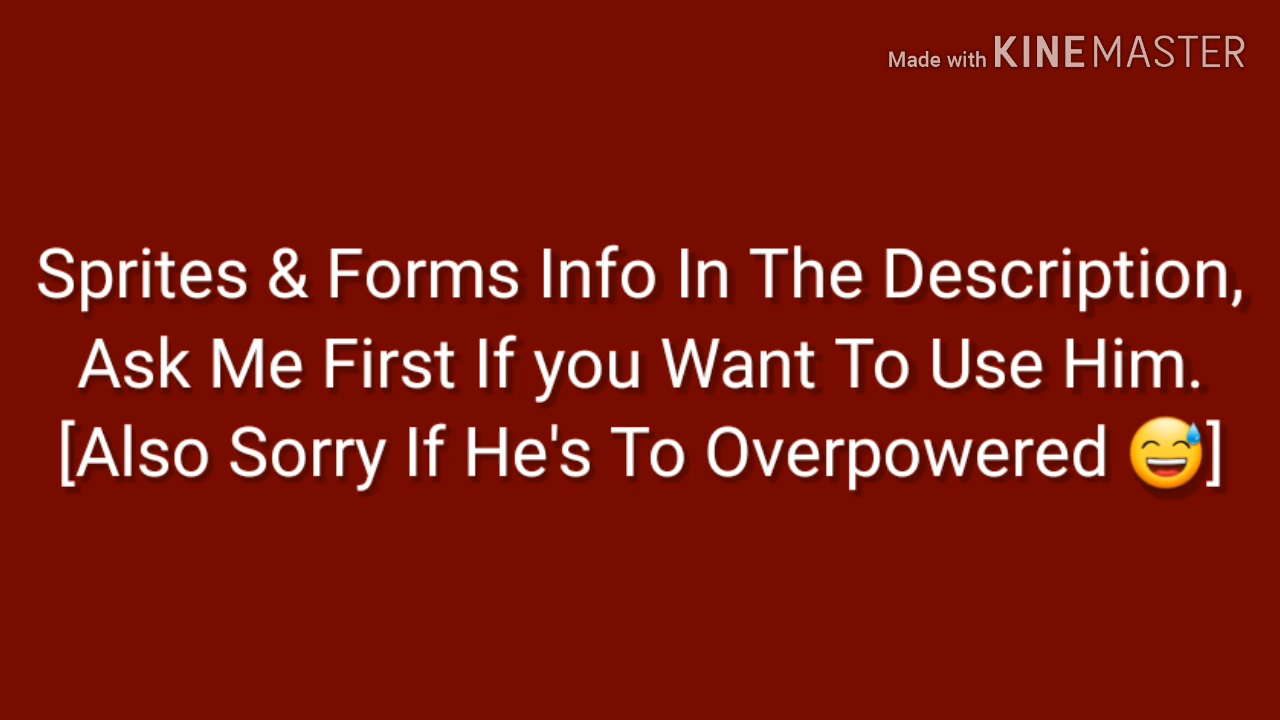 Made with KINEMASTER
Sprites & Forms Info In The Description,
Ask Me First If you Want To Use Him.
[Also Sorry If He's To Overpowered 😅]